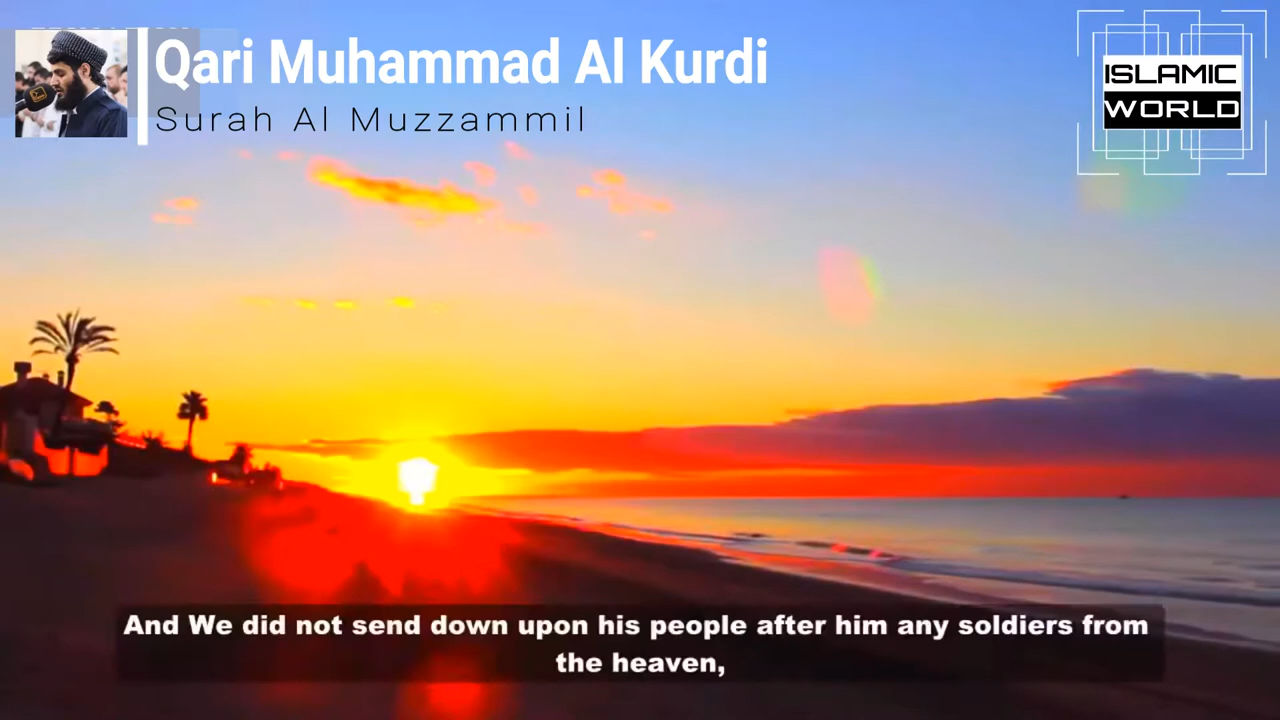 Qari Muhammad Al Kurdi
Surah Al Muzzammil
ISLAMIC
WORLD
And We did not send down upon his people after him any soldiers from
the heaven,